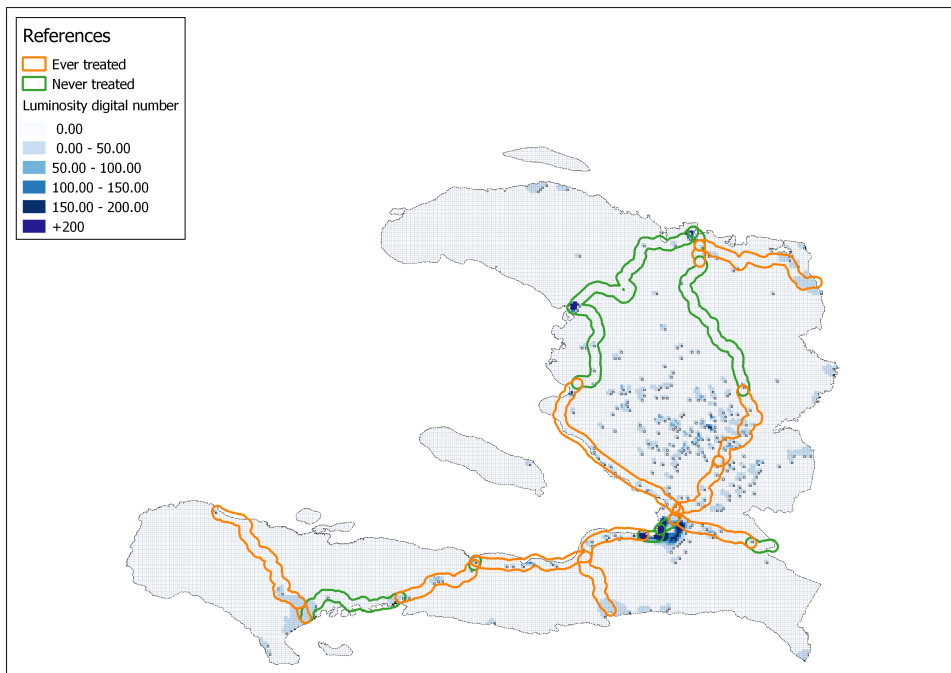 References
Ever treated
Never treated
Luminosity digital number
0.00
0.00 - 50.00
50.00 - 100.00
100.00 - 150.00
150.00 - 200.00
+200